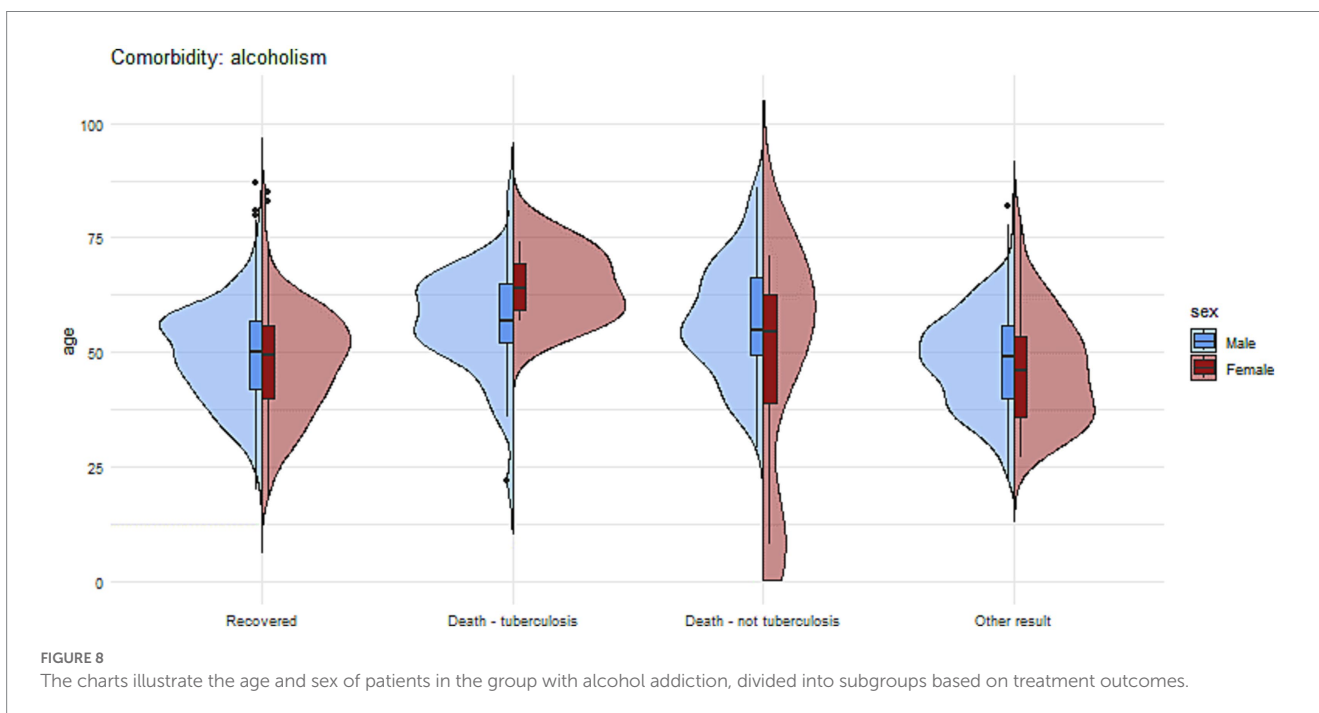 Comorbidity: alcoholism
100
75
50
25
0
age
Recovered
Death - tuberculosis
Death - not tuberculosis
Other result
sex
Male
Female
FIGURE 8
The charts illustrate the age and sex of patients in the group with alcohol addiction, divided into subgroups based on treatment outcomes.